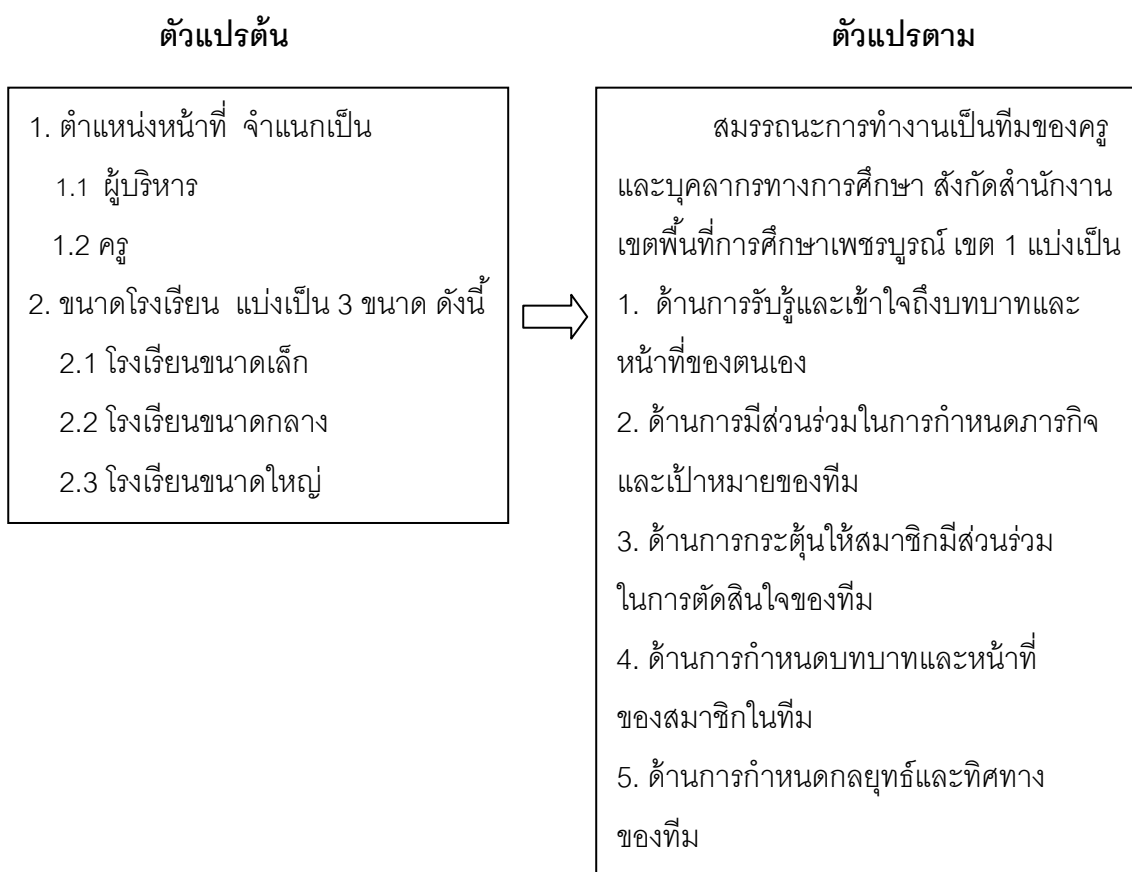 ตัวแปรต้น
ตัวแปรตาม
1. ตำแหน่งหน้าที่ จำแนกเป็น
1.1 ผู้บริหาร
1.2 ครู
2. ขนาดโรงเรียน แบ่งเป็น 3 ขนาด ดังนี้
2.1 โรงเรียนขนาดเล็ก
2.2 โรงเรียนขนาดกลาง
2.3 โรงเรียนขนาดใหญ่
สมรรถนะการทำงานเป็นทีมของครู
และบุคลากรทางการศึกษา สังกัดสำนักงาน
เขตพื้นที่การศึกษาเพชรบูรณ์ เขต 1 แบ่งเป็น
1. ด้านการรับรู้และเข้าใจถึงบทบาทและ
หน้าที่ของตนเอง
2. ด้านการมีส่วนร่วมในการกำหนดภารกิจ
และเป้าหมายของทีม
3. ด้านการกระตุ้นให้สมาชิกมีส่วนร่วม
ในการตัดสินใจของทีม
4. ด้านการกำหนดบทบาทและหน้าที่
ของสมาชิกในทีม
5. ด้านการกำหนดกลยุทธ์และทิศทาง
ของทีม